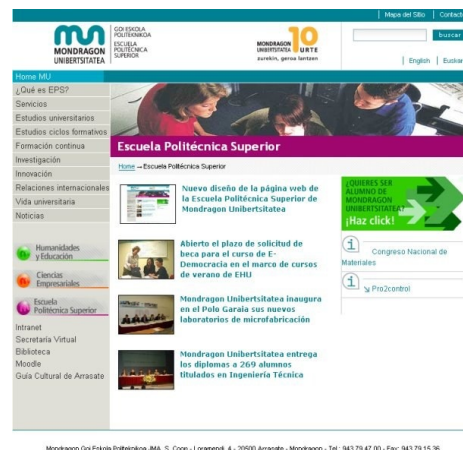 Mapa del Sitio | Contacto
MONDRAGON
UNIBERTSITATEA
GOI ESKOLA
POLITEKNIKOA
ESCUELA
POLITÉCNICA
SUPERIOR
MONDRAGON
UNIBERTSITATEA
10
URTE
zurekin, geroa lantzen
buscar
English | Euskara
Home MU
¿Qué es EPS?
Servicios
Estudios universitarios
Estudios ciclos formativos
Formación continua
Investigación
Innovación
Relaciones internacionales
Vida universitaria
Noticias
Humanidades
y Educación
Ciencias
Empresariales
Escuela
Politécnica Superior
Intranet
Secretaría Virtual
Biblioteca
Moodle
Guía Cultural de Arrasate
Escuela Politécnica Superior
Home → Escuela Politécnica Superior
Nuevo diseño de la página web de
la Escuela Politécnica Superior de
Mondragon Unibertsitatea
Abierto el plazo de solicitud de
beca para el curso de E-
Democracia en el marco de cursos
de verano de EHU
Mondragon Unibertsitatea inaugura
en el Polo Garaia sus nuevos
laboratorios de microfabricación
Mondragon Unibertsitatea entrega
los diplomas a 269 alumnos
titulados en Ingeniería Técnica
¿QUIERES SER
ALUMNO DE
MONDRAGON
UNIBERTSITATEA?
¡Haz click!
Congreso Nacional de
Materiales
Pro2control
Mondragon Goi Eskola Politeknikoa JMA, S. Coop - Loramendi, 4 - 20500 Arrasate - Mondragon - Tel.: 943 79 47 00 - Fax: 943 79 15 36